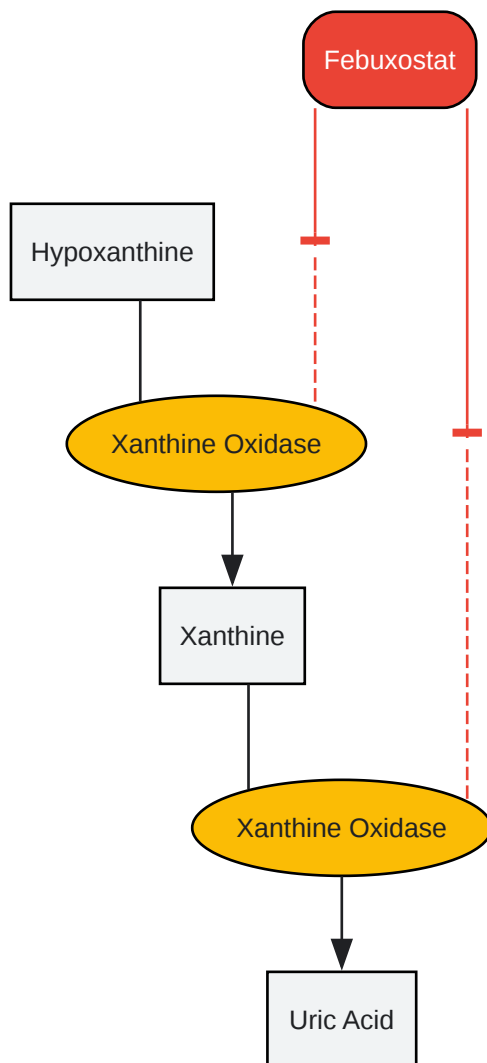 Febuxostat
Hypoxanthine
Xanthine Oxidase
Xanthine
Xanthine Oxidase
Uric Acid